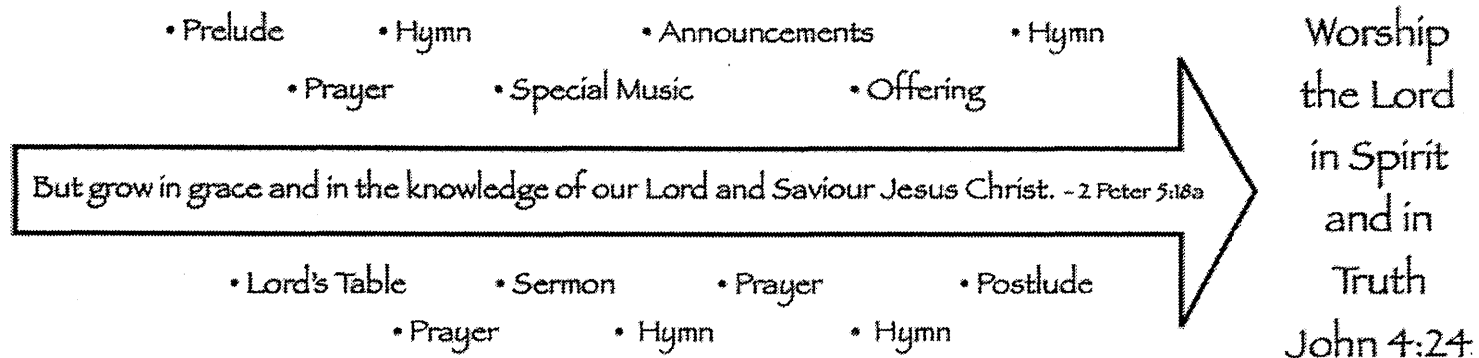 • Prelude • Hymn • Announcements • Hymn
• Prayer • Special Music • Offering
But grow in grace and in the knowledge of our Lord and Saviour Jesus Christ. - 2 Peter 5:18a
• Lord's Table • Sermon • Prayer • Postlude
• Prayer • Hymn • Hymn
Worship
the Lord
in Spirit
and in
Truth
John 4:24